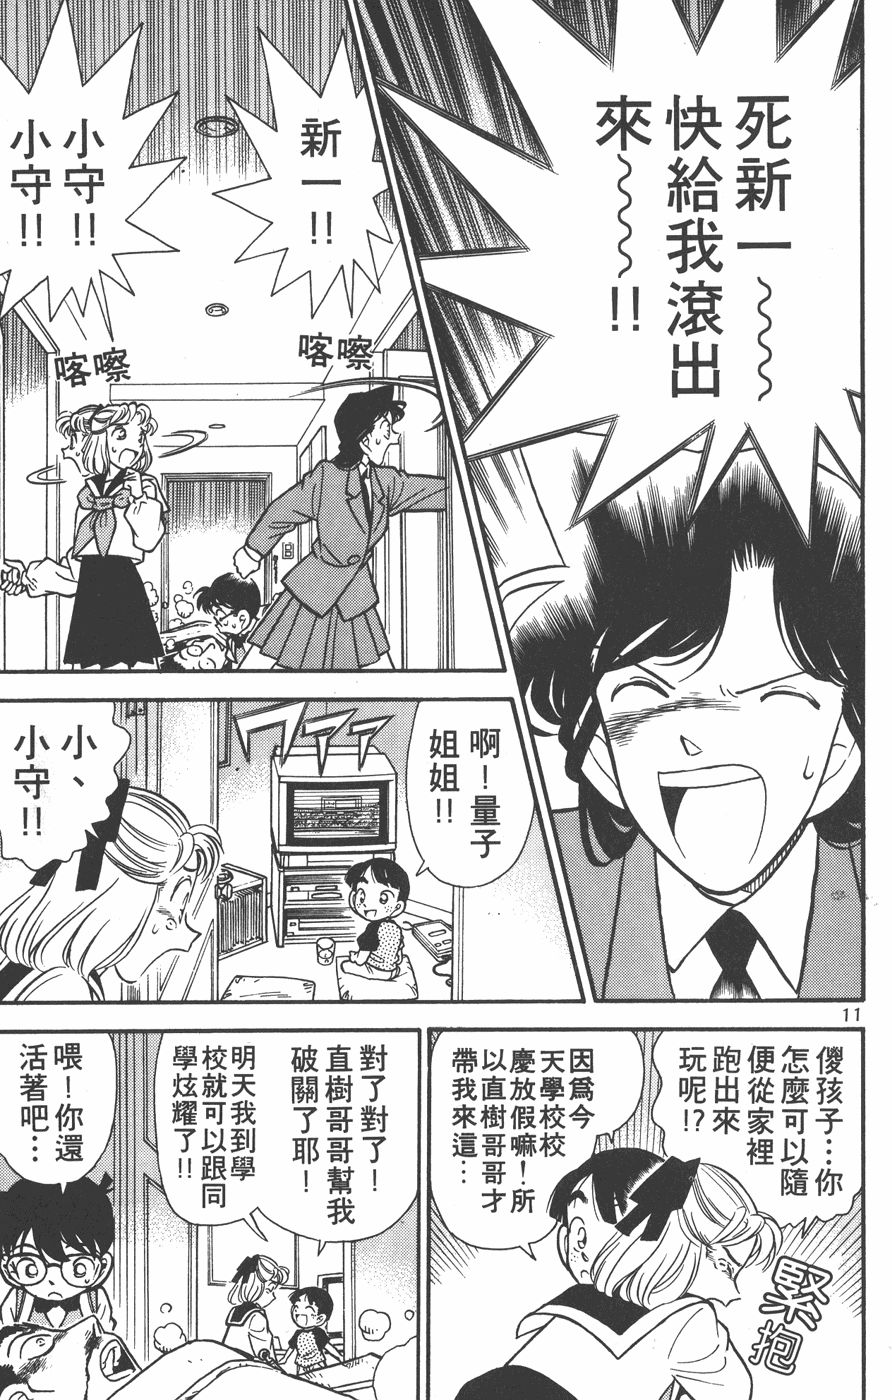 死新一～
快給我滾出
來～～!!
新一!!
小守!!
小守!!
喀嚓
喀嚓
啊！量子
姐姐!!
ワアアア
小、
小守!!
11
傻孩子…你
怎麼可以隨
便從家裡
跑出來
玩呢!?
緊抱
因爲今
天學校校
慶放假嘛！所
以直樹哥哥才
帶我來這…
對了對了！
直樹哥哥幫我
破關了耶！
明天我到學
校就可以跟同
學炫耀了!!
喂！你還
活著吧…